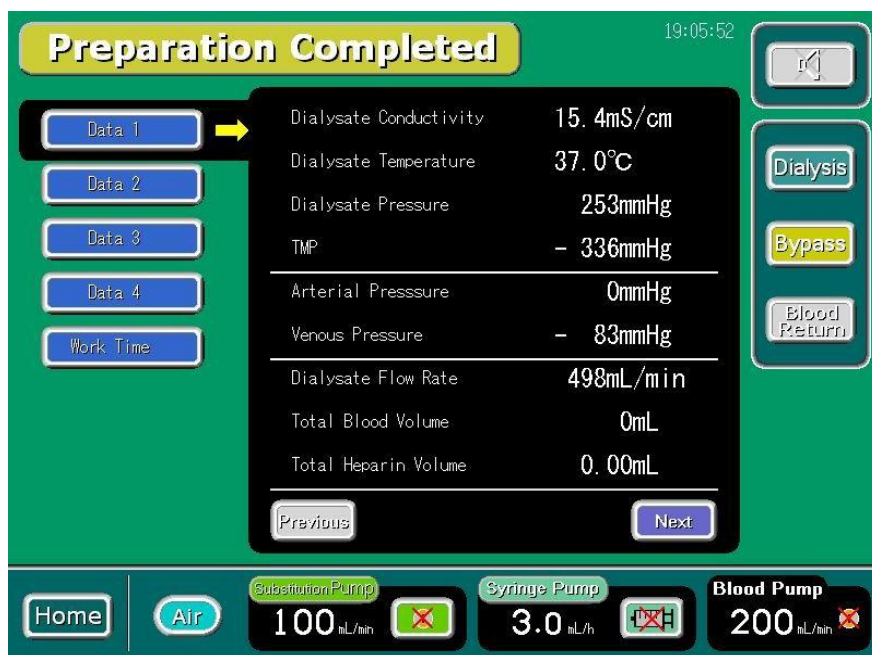 Preparation Completed
19:05:52
Data 1
Data 2
Data 3
Data 4
Work Time
Dialysate Conductivity 15.4mS/cm
Dialysate Temperature 37.0℃
Dialysate Pressure 253mmHg
TMP - 336mmHg
Arterial Presssure 0mmHg
Venous Pressure - 83mmHg
Dialysate Flow Rate 498mL/min
Total Blood Volume 0mL
Total Heparin Volume 0.00mL
Previous
Next
Dialysis
Bypass
Blood
Return
Home
Air
Substitution Pump
100 mL/min
Syringe Pump
3.0 mL/h
Blood Pump
200 mL/min